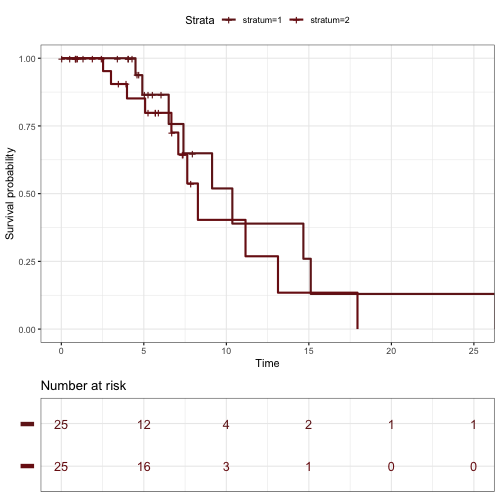 Strata stratum=1 stratum=2
1.00
0.75
0.50
0.25
0.00
Survival probability
0 5 10 15 20 25
Time
Number at risk
25 12 4 2 1 1
25 16 3 1 0 0